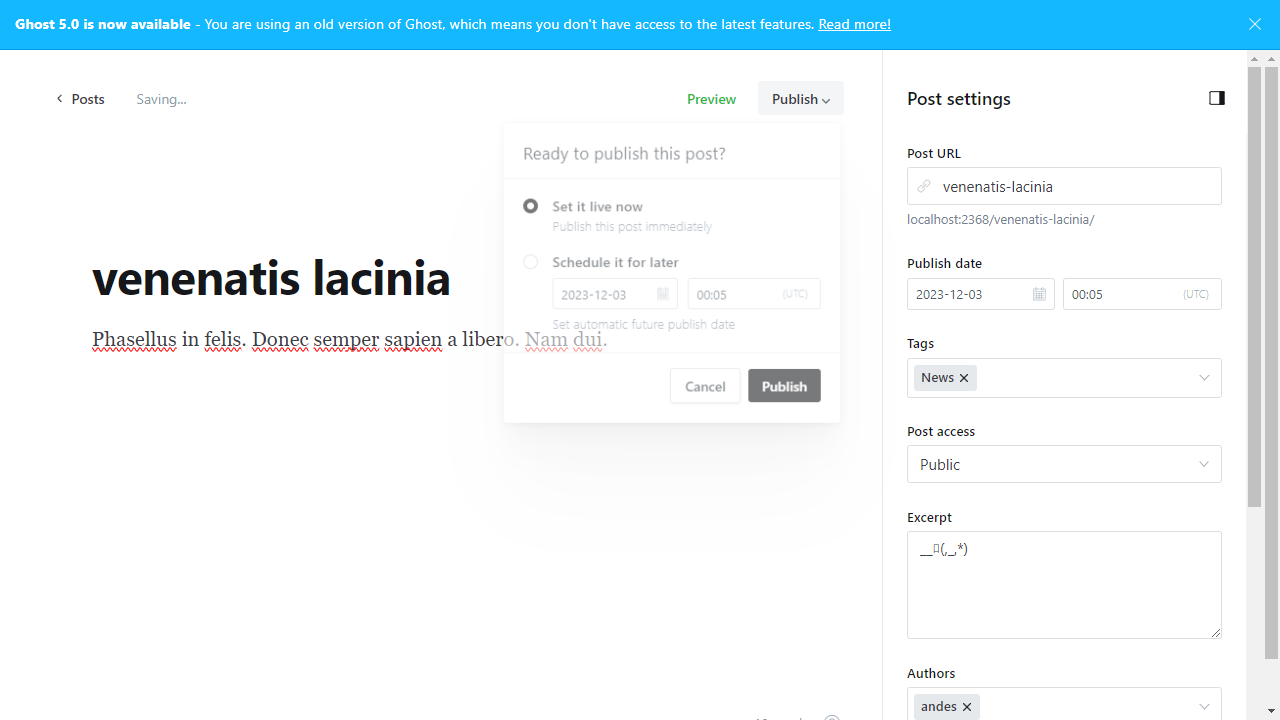 Ghost 5.0 is now available - You are using an old version of Ghost, which means you don't have access to the latest features. Read more!
Posts
Saving...
Preview
Publish
Ready to publish this post?
Set it live now
Publish this post immediately
Schedule it for later
2023-12-03
00:05
(UTC)
Set automatic future publish date
Cancel
Publish
venenatis lacinia
Phasellus in felis. Donec semper sapien a libero. Nam dui.
Post settings
Post URL
venenatis-lacinia
localhost:2368/venenatis-lacinia/
Publish date
2023-12-03
00:05
(UTC)
Tags
News ×
Post access
Public
Excerpt
Authors
andes ×